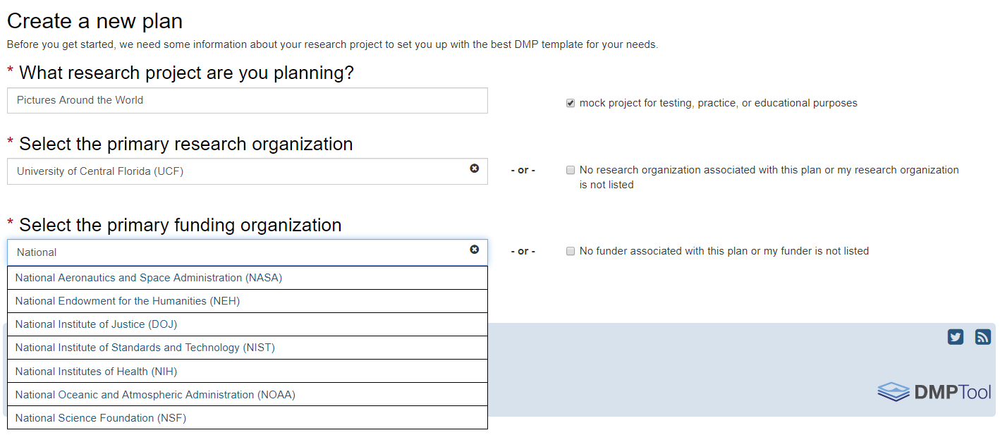 Create a new plan
Before you get started, we need some information about your research project to set you up with the best DMP template for your needs.
* What research project are you planning?
Pictures Around the World
mock project for testing, practice, or educational purposes
* Select the primary research organization
University of Central Florida (UCF)
- or -
No research organization associated with this plan or my research organization
is not listed
* Select the primary funding organization
National
- or -
No funder associated with this plan or my funder is not listed
National Aeronautics and Space Administration (NASA)
National Endowment for the Humanities (NEH)
National Institute of Justice (DOJ)
National Institute of Standards and Technology (NIST)
National Institutes of Health (NIH)
National Oceanic and Atmospheric Administration (NOAA)
National Science Foundation (NSF)
DMPTool